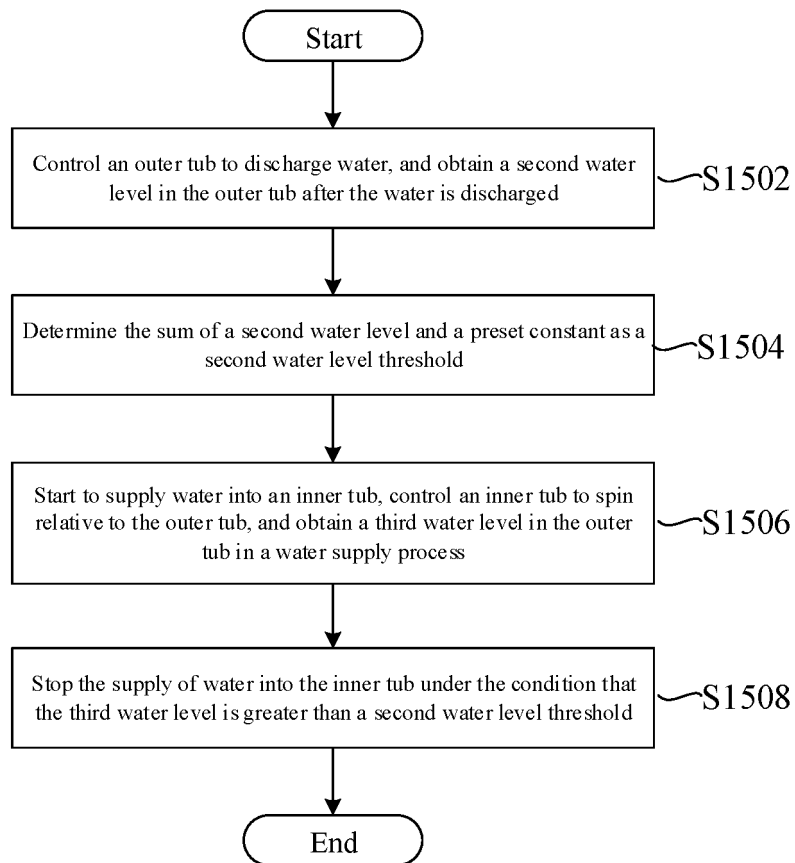 Start
Control an outer tub to discharge water, and obtain a second water
level in the outer tub after the water is discharged
S1502
Determine the sum of a second water level and a preset constant as a
second water level threshold
S1504
Start to supply water into an inner tub, control an inner tub to spin
relative to the outer tub, and obtain a third water level in the outer
tub in a water supply process
S1506
Stop the supply of water into the inner tub under the condition that
the third water level is greater than a second water level threshold
S1508
End